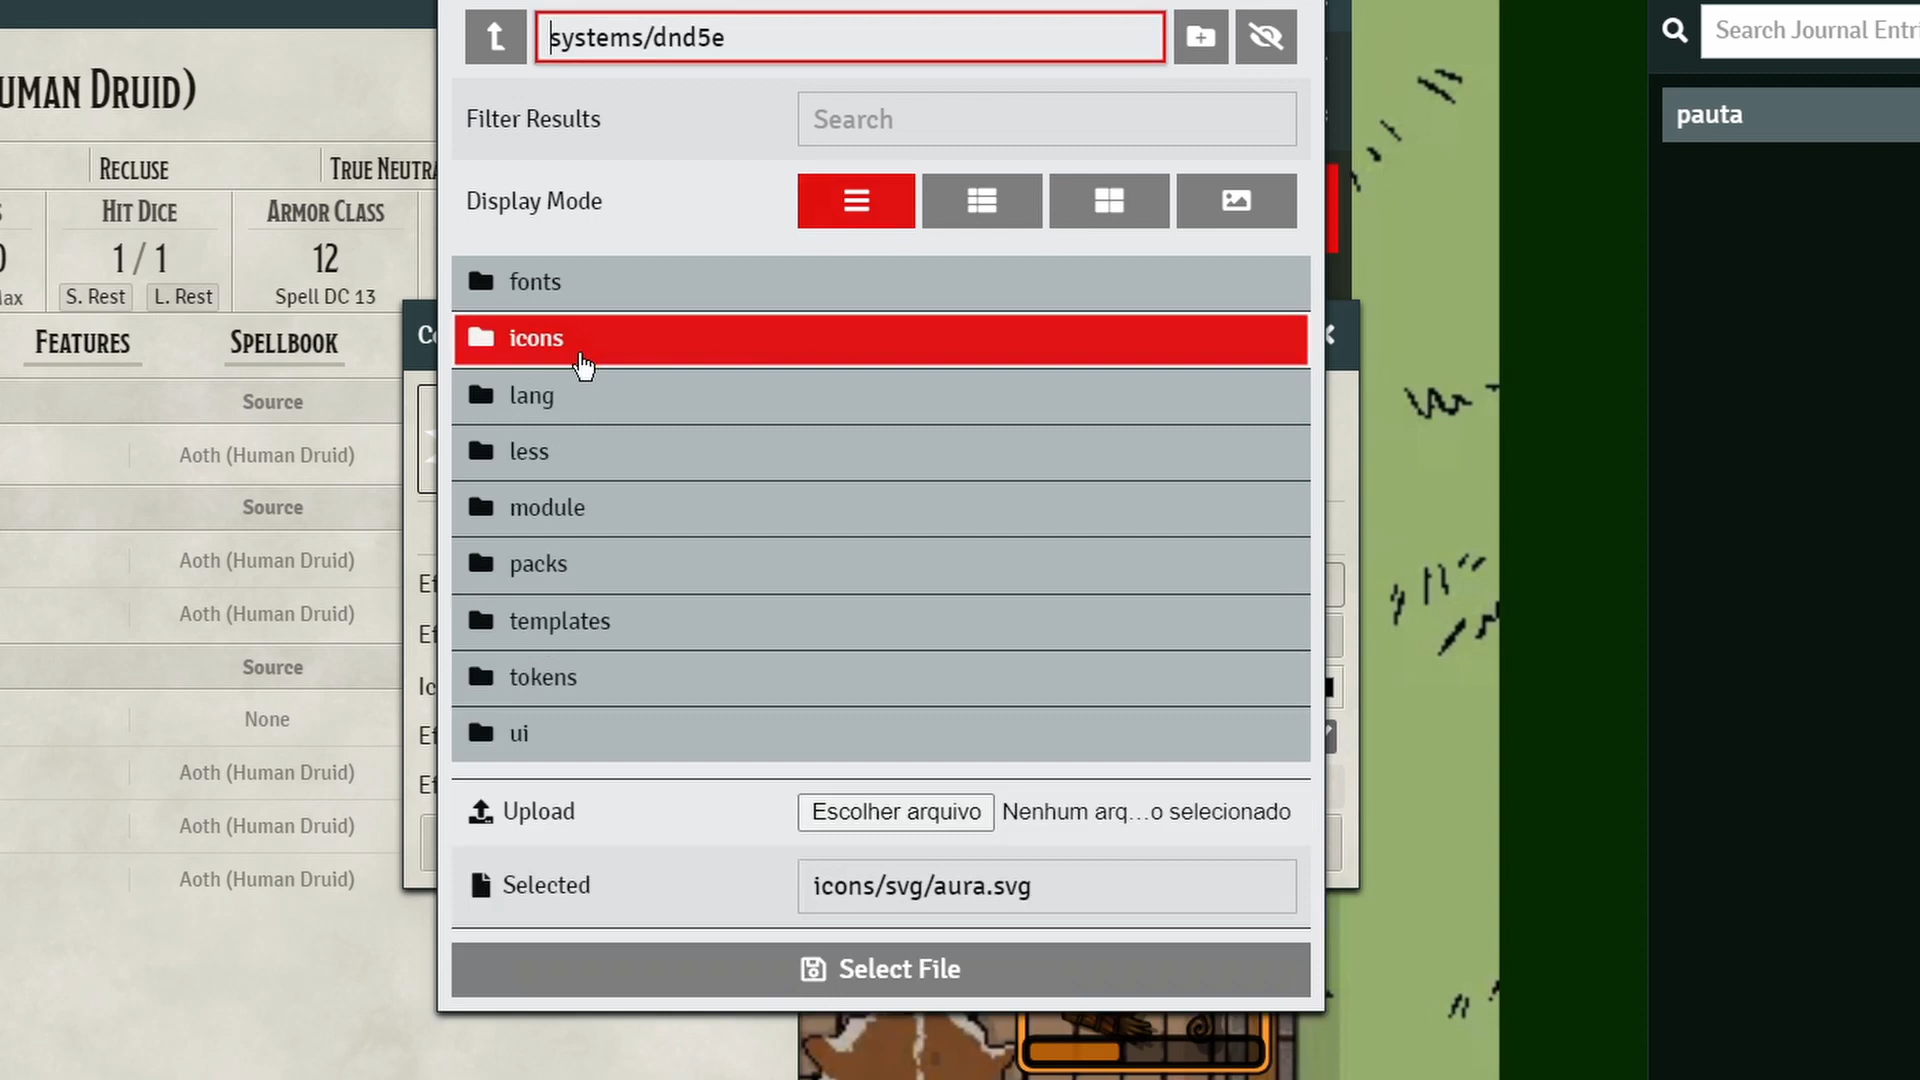 systems/dnd5e
Search Journal Entri
UMAN DRUID)
Filter Results
Search
pauta
RECLUSE
TRUE NEUTRA
Display Mode
HIT DICE
ARMOR CLASS
1 / 1
12
S. Rest
L. Rest
Spell DC 13
fonts
icons
FEATURES
SPELLBOOK
lang
Source
Aoth (Human Druid)
less
Source
module
Aoth (Human Druid)
packs
Aoth (Human Druid)
templates
Source
tokens
None
ui
Aoth (Human Druid)
Upload
Escolher arquivo
Nenhum arq...o selecionado
Aoth (Human Druid)
Selected
icons/svg/aura.svg
Aoth (Human Druid)
Select File